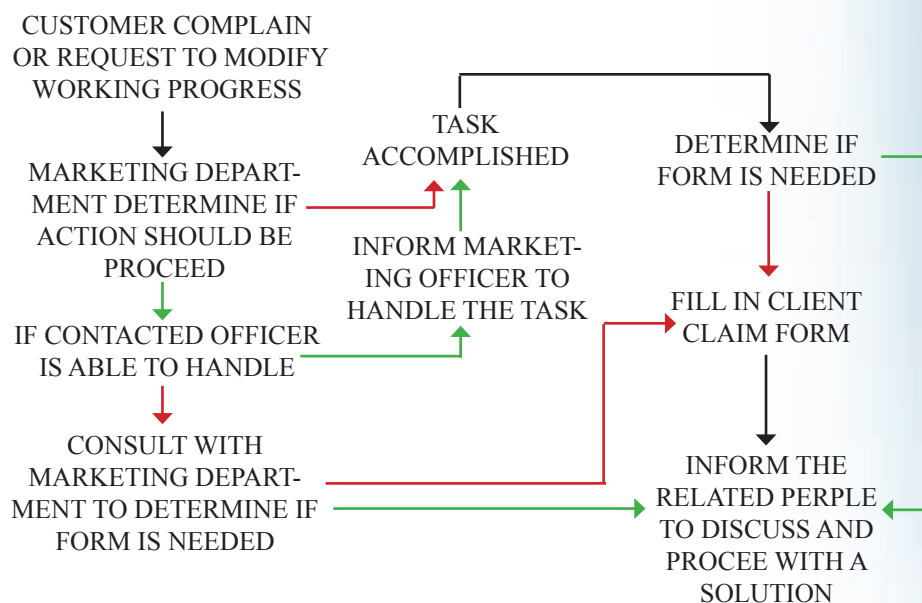 CUSTOMER COMPLAIN
OR REQUEST TO MODIFY
WORKING PROGRESS
MARKETING DEPART-
MENT DETERMINE IF
ACTION SHOULD BE
PROCEED
IF CONTACTED OFFICER
IS ABLE TO HANDLE
CONSULT WITH
MARKETING DEPART-
MENT TO DETERMINE IF
FORM IS NEEDED
TASK
ACCOMPLISHED
INFORM MARKET-
ING OFFICER TO
HANDLE THE TASK
DETERMINE IF
FORM IS NEEDED
FILL IN CLIENT
CLAIM FORM
INFORM THE
RELATED PERPLE
TO DISCUSS AND
PROCEE WITH A
SOLUTION